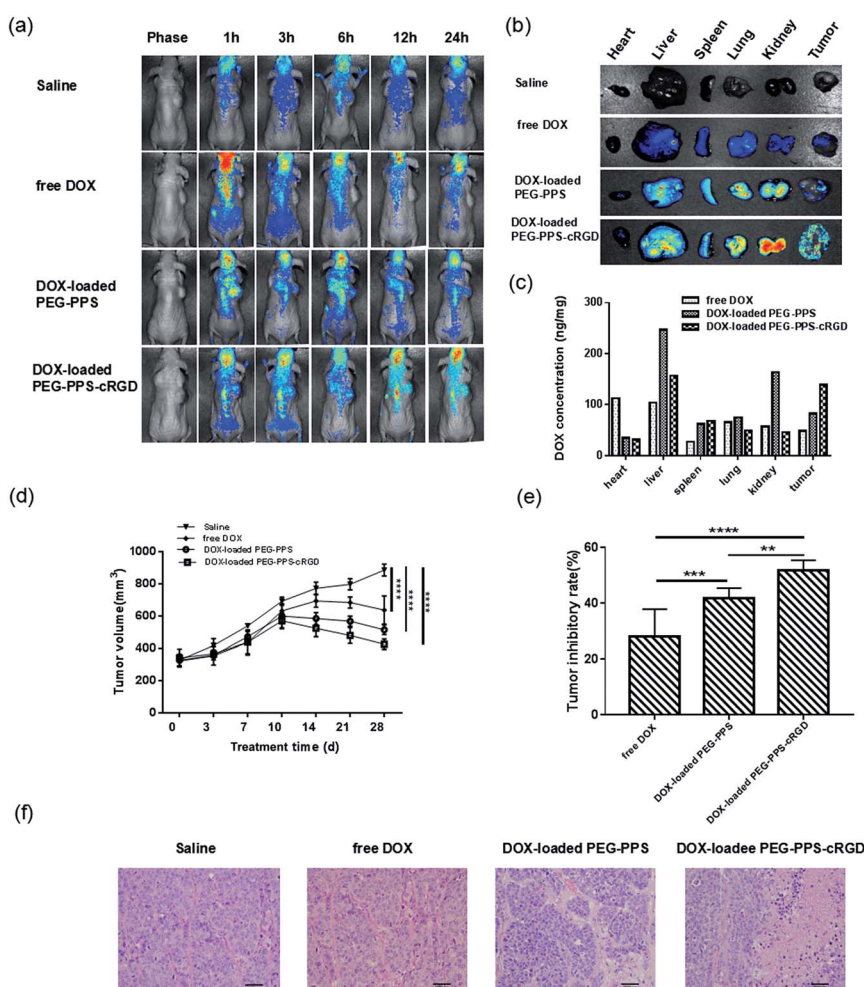 (a)
Phase 1h 3h 6h 12h 24h
Saline
free DOX
DOX-loaded
PEG-PPS
DOX-loaded
PEG-PPS-cRGD
(b)
Heart Liver Spleen Lung Kidney Tumor
Saline
free DOX
DOX-loaded
PEG-PPS
DOX-loaded
PEG-PPS-cRGD
(c)
DOX concentration (ng/mg)
300
200
100
0
free DOX
DOX-loaded PEG-PPS
DOX-loaded PEG-PPS-cRGD
heart liver spleen lung kidney tumor
(d)
Saline
free DOX
DOX-loaded PEG-PPS
DOX-loaded PEG-PPS-cRGD
Tumor volume(mm3)
1000
800
600
400
200
0
0 3 7 10 14 21 28
Treatment time (d)
****
****
****
(e)
Tumor inhibitory rate(%)
60
40
20
0
****
***
**
free DOX
DOX-loaded PEG-PPS
DOX-loaded PEG-PPS-cRGD
(f)
Saline free DOX DOX-loaded PEG-PPS DOX-loadee PEG-PPS-cRGD